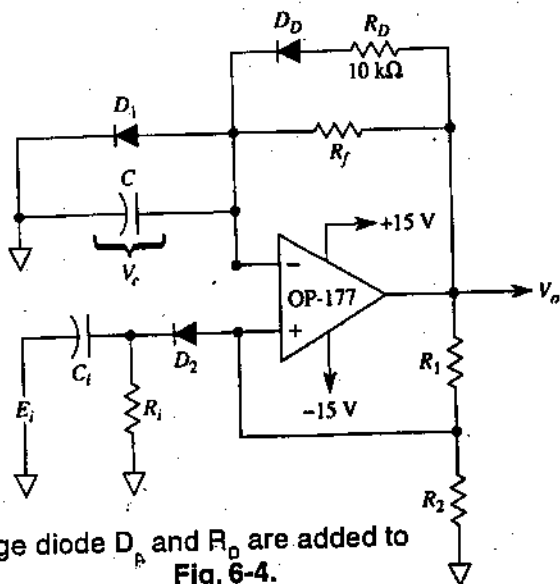 D_D R_D
10 kΩ
D_1
R_f
C
V_c
+15 V
−
OP-177
+
V_o
D_2
C_i
R_1
E_i
R_i
−15 V
R_2
ge diode D_R and R_D are added to
Fig. 6-4.